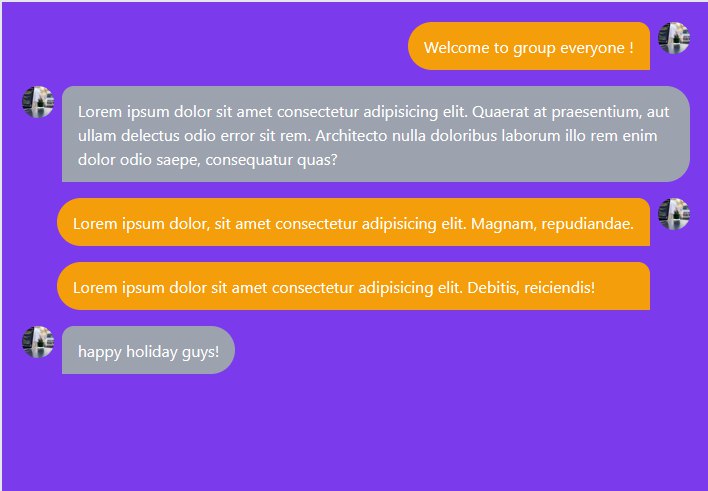 Welcome to group everyone !
Lorem ipsum dolor sit amet consectetur adipisicing elit. Quaerat at praesentium, aut
ullam delectus odio error sit rem. Architecto nulla doloribus laborum illo rem enim
dolor odio saepe, consequatur quas?
Lorem ipsum dolor, sit amet consectetur adipisicing elit. Magnam, repudiandae.
Lorem ipsum dolor sit amet consectetur adipisicing elit. Debitis, reiciendis!
happy holiday guys!